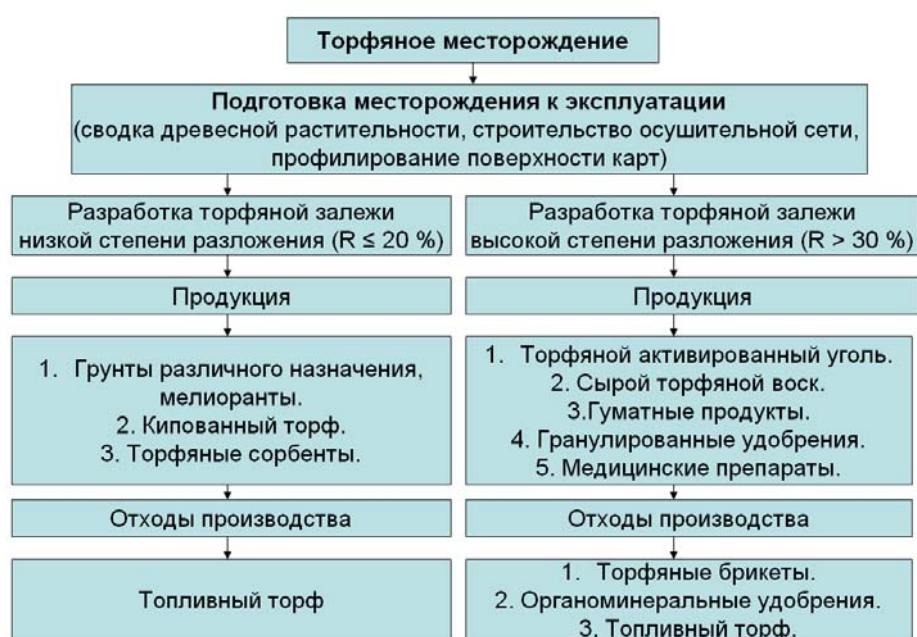 Торфяное месторождение
Подготовка месторождения к эксплуатации
(сводка древесной растительности, строительство осушительной сети,
профилирование поверхности карт)
Разработка торфяной залежи
низкой степени разложения (R ≤ 20 %)
Разработка торфяной залежи
высокой степени разложения (R > 30 %)
Продукция
Продукция
1. Грунты различного назначения,
мелиоранты.
2. Кипованный торф.
3. Торфяные сорбенты.
1. Торфяной активированный уголь.
2. Сырой торфяной воск.
3.Гуматные продукты.
4. Гранулированные удобрения.
5. Медицинские препараты.
Отходы производства
Отходы производства
Топливный торф
1. Торфяные брикеты.
2. Органоминеральные удобрения.
3. Топливный торф.